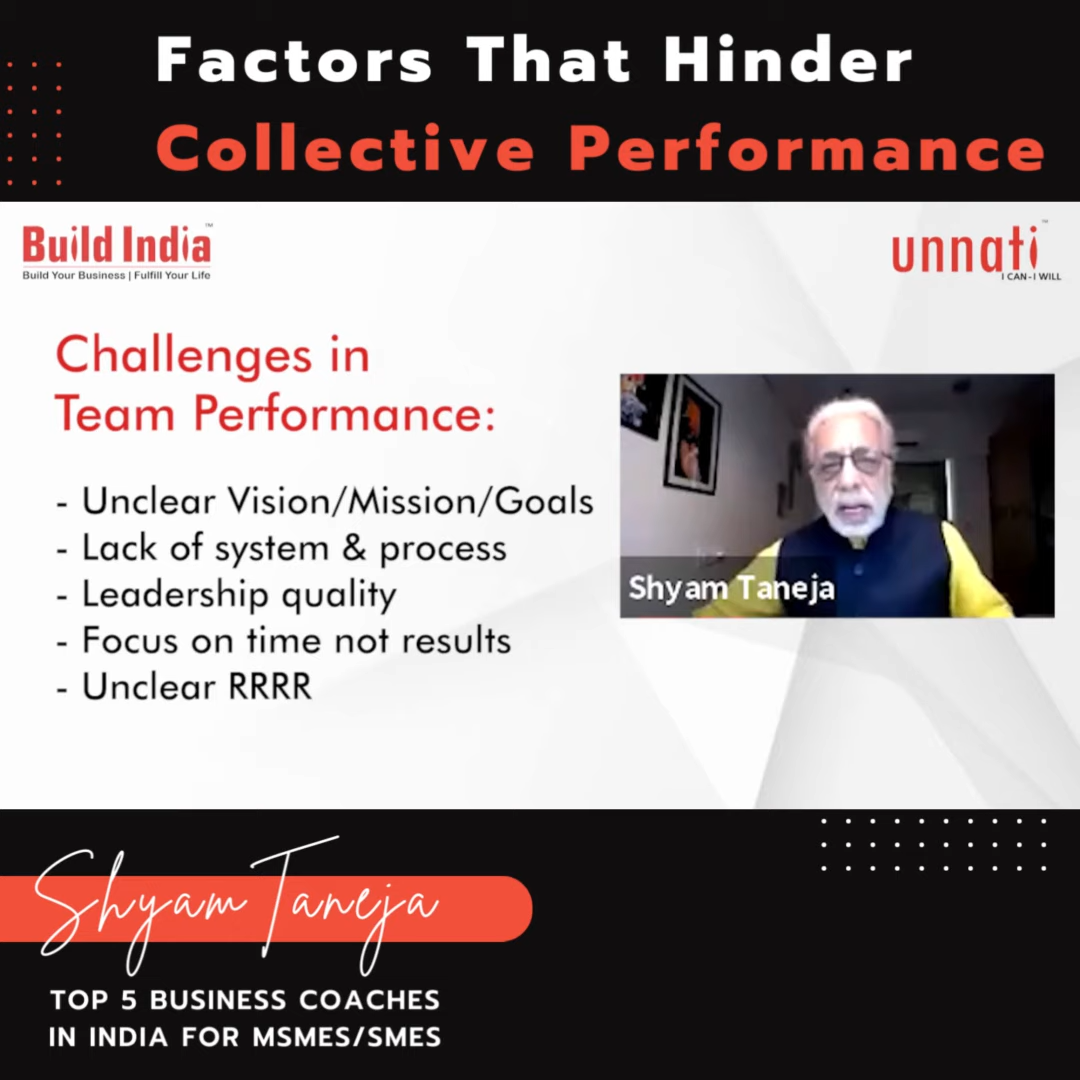 Factors That Hinder
Collective Performance
Build India™
Build Your Business | Fulfill Your Life
unnati™
I CAN-I WILL
Challenges in
Team Performance:
- Unclear Vision/Mission/Goals
- Lack of system & process
- Leadership quality
- Focus on time not results
- Unclear RRRR
Shyam Taneja
Shyam Taneja
TOP 5 BUSINESS COACHES
IN INDIA FOR MSMES/SMES